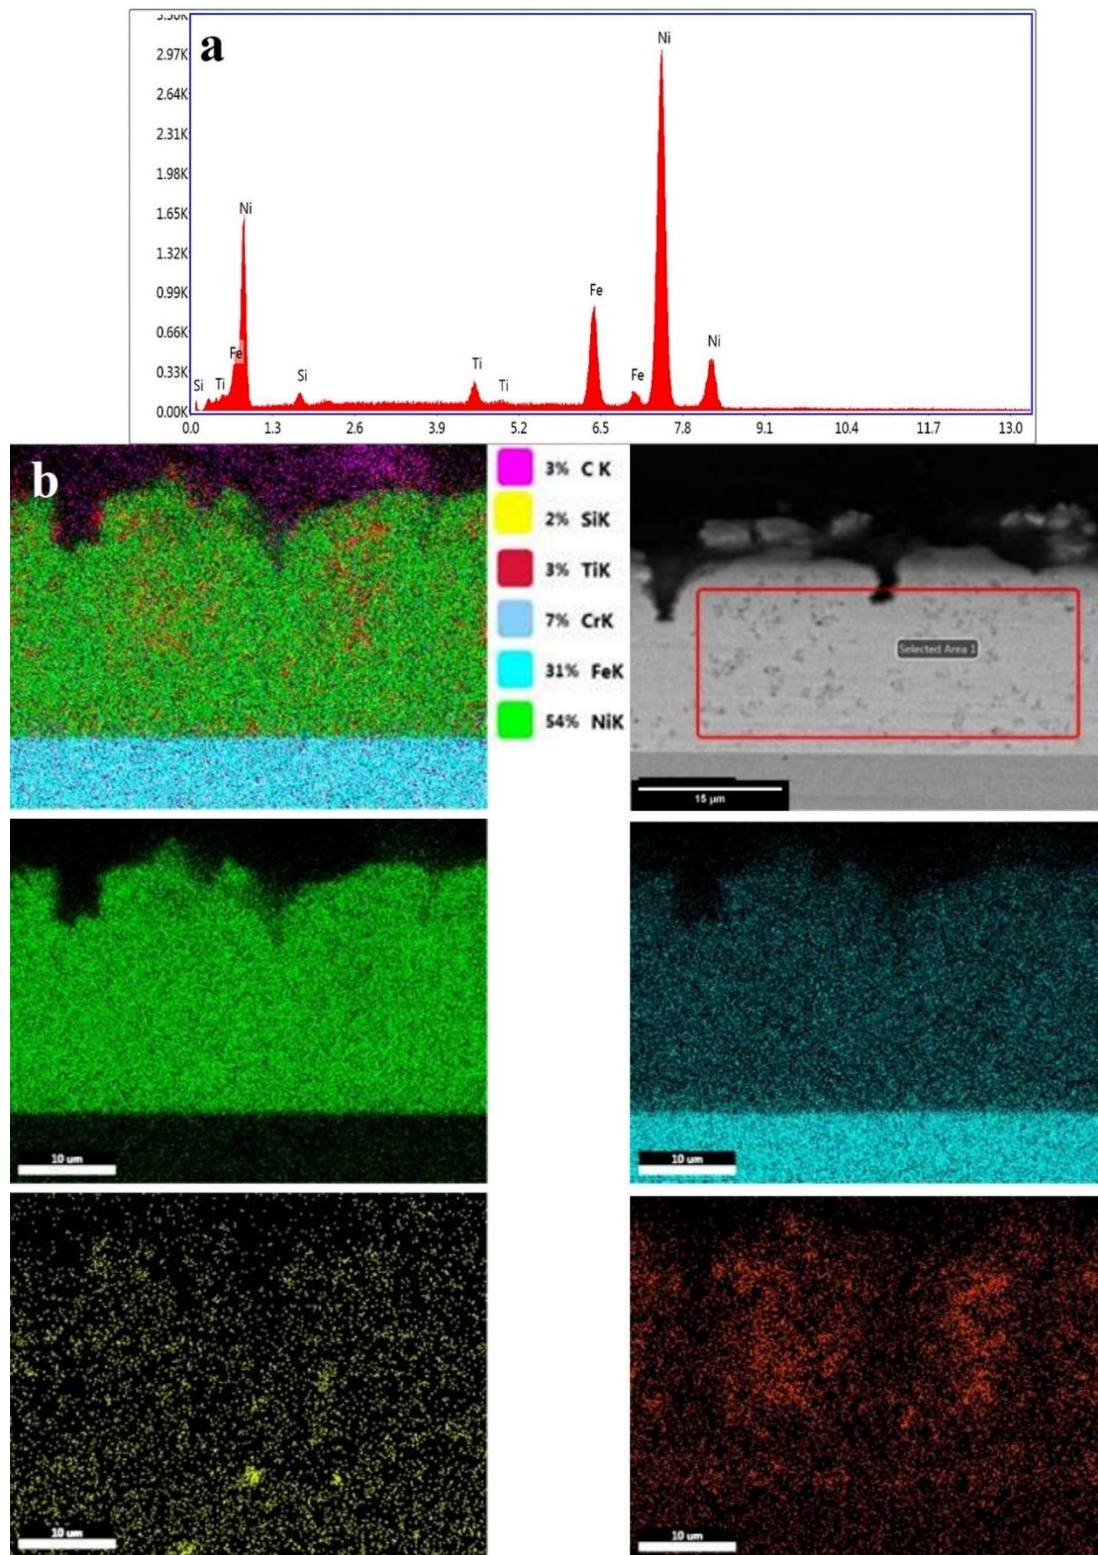 3.30K
a
2.97K
Ni
2.64K
2.31K
1.98K
1.65K
Ni
1.32K
0.99K
Fe
0.66K
Ni
Fe
Ti
0.33K
Si
Ti
Si
Ti
Fe
0.00K
0.0 1.3 2.6 3.9 5.2 6.5 7.8 9.1 10.4 11.7 13.0
b
3% C K
2% SiK
3% TiK
7% CrK
31% FeK
54% NiK
Selected Area 1
15 µm
10 um
10 um
10 um
10 um